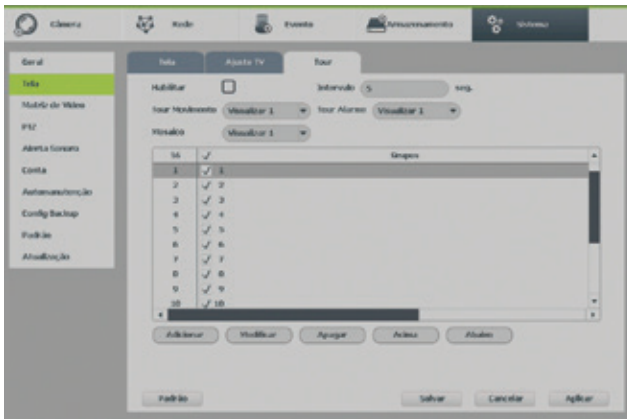 Câmera Rede Evento Armazenamento Sistema
Geral
Tela
Matriz de Vídeo
PTZ
Alerta Sonoro
Conta
Automanutenção
Config Backup
Padrão
Atualização
Tela Ajuste TV Tour
Habilitar Intervalo 5 seg.
Tour Movimento Visualizar 1 Tour Alarme Visualizar 1
Mosaico Visualizar 1
16 Grupos
1 1
2 2
3 3
4 4
5 5
6 6
7 7
8 8
9 9
10 10
Adicionar Modificar Apagar Acima Abaixo
Padrão Salvar Cancelar Aplicar